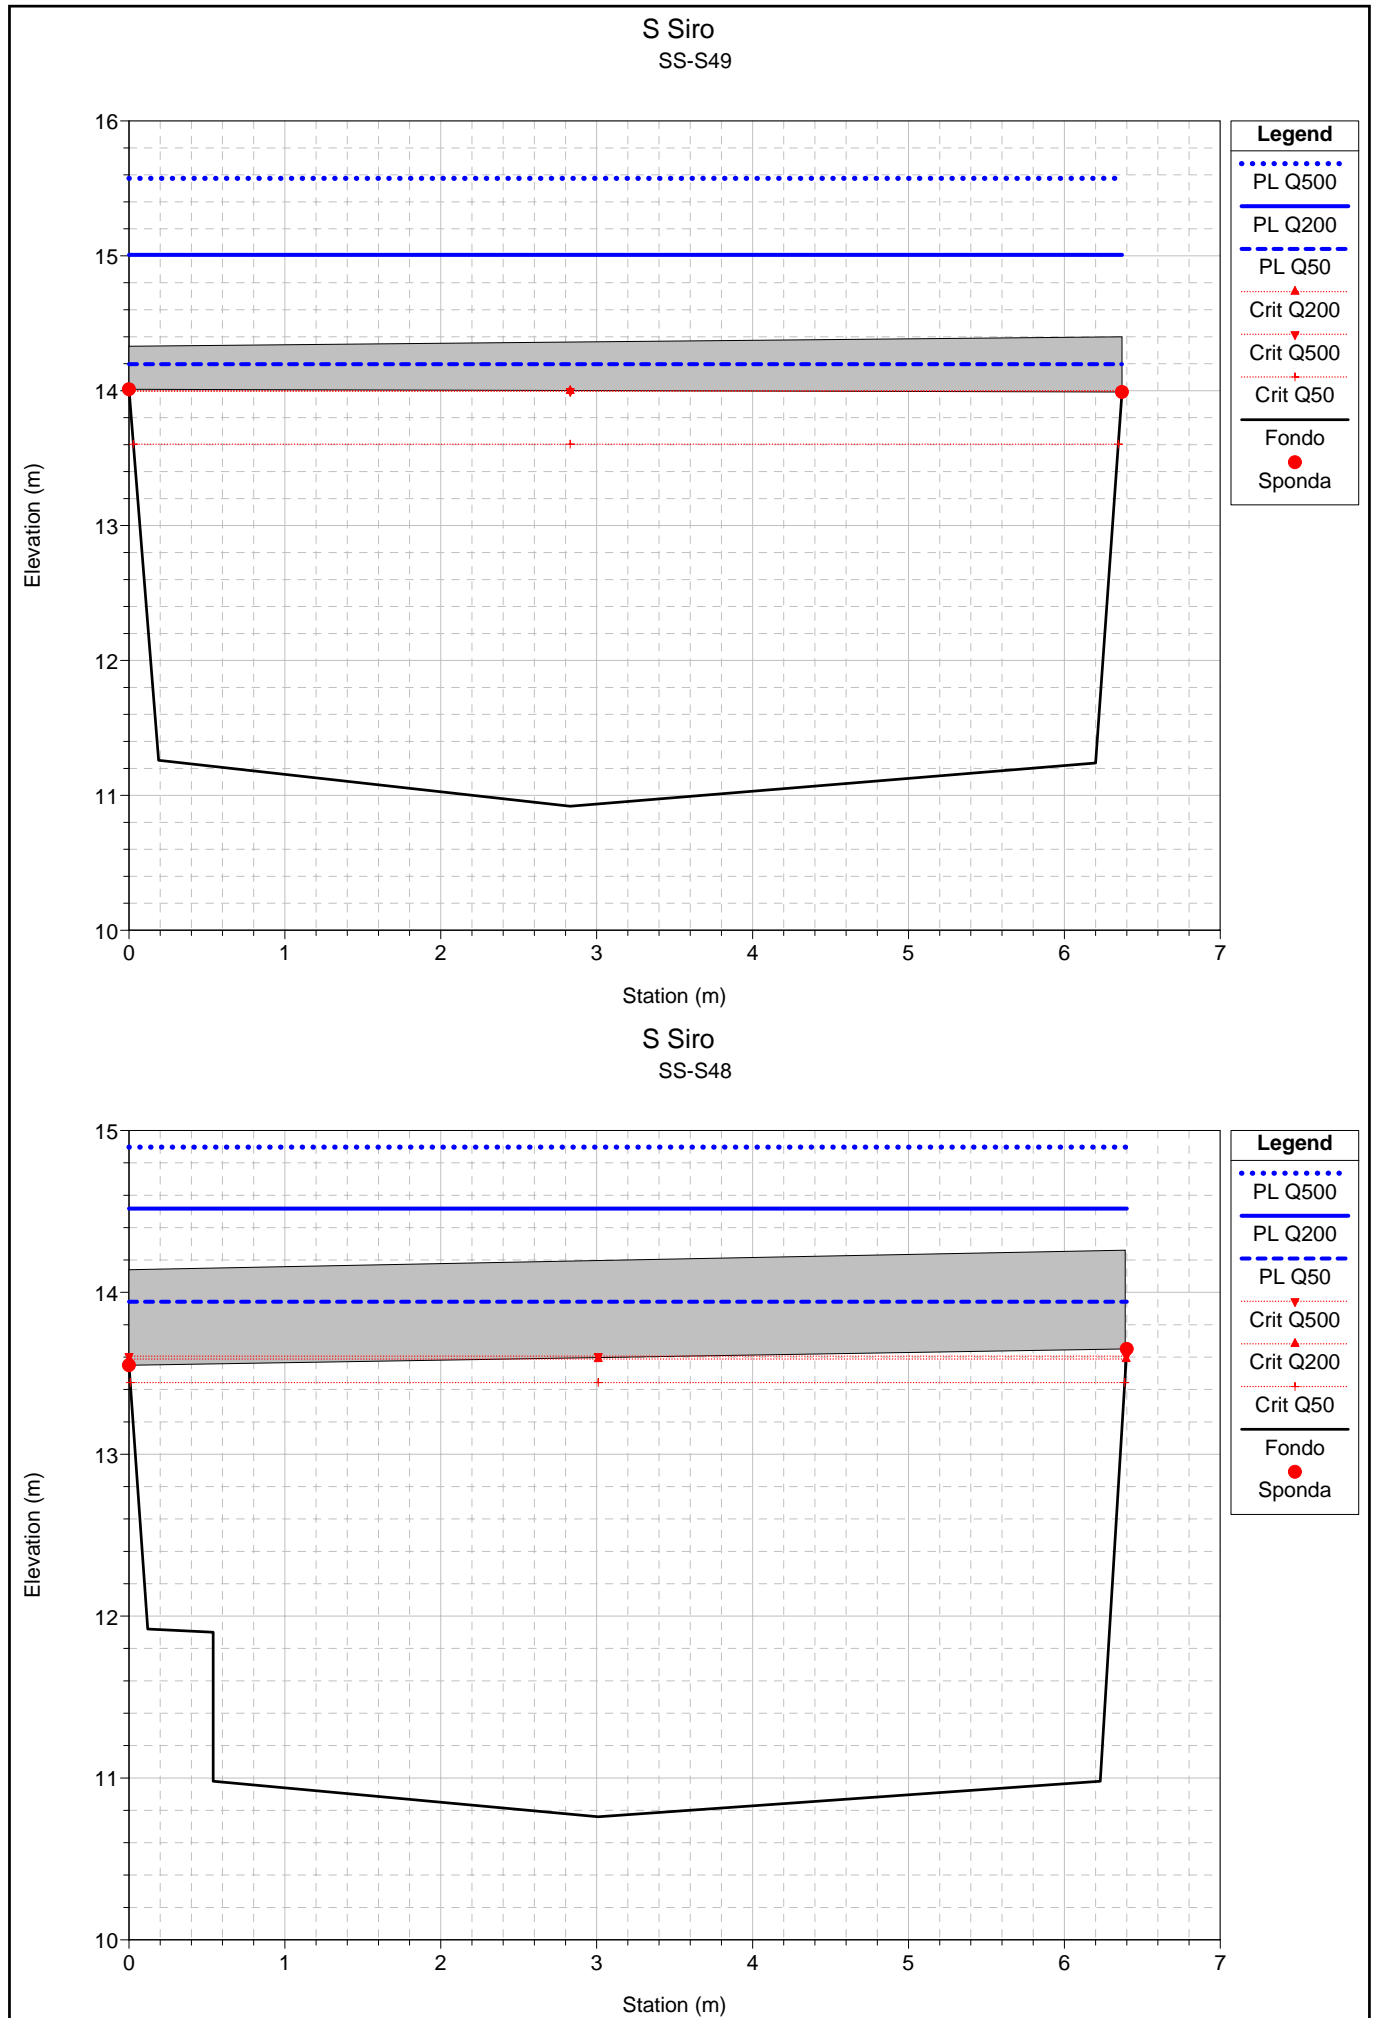 S Siro
SS-S49
16
15
14
13
12
11
10
0 1 2 3 4 5 6 7
Elevation (m)
Station (m)
Legend
PL Q500
PL Q200
PL Q50
Crit Q200
Crit Q500
Crit Q50
Fondo
Sponda
S Siro
SS-S48
15
14
13
12
11
10
0 1 2 3 4 5 6 7
Elevation (m)
Station (m)
Legend
PL Q500
PL Q200
PL Q50
Crit Q500
Crit Q200
Crit Q50
Fondo
Sponda